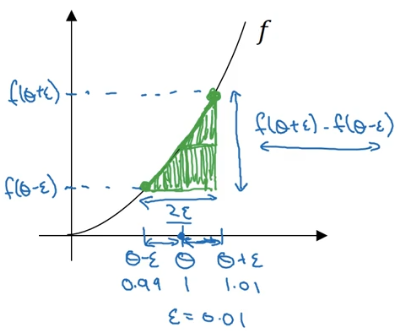 f
f(θ+ε)
f(θ+ε) - f(θ-ε)
f(θ-ε)
2ε
θ-ε θ θ+ε
0.99 1 1.01
ε = 0.01